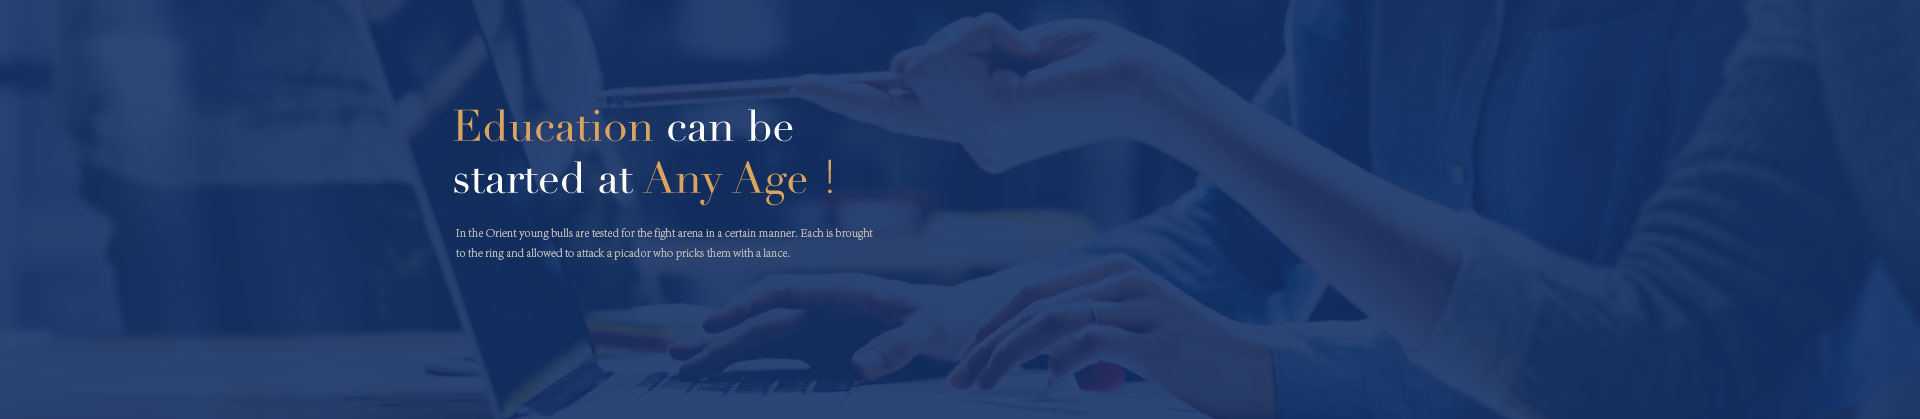 Education can be
started at Any Age !
In the Orient young bulls are tested for the fight arena in a certain manner. Each is brought
to the ring and allowed to attack a picador who pricks them with a lance.